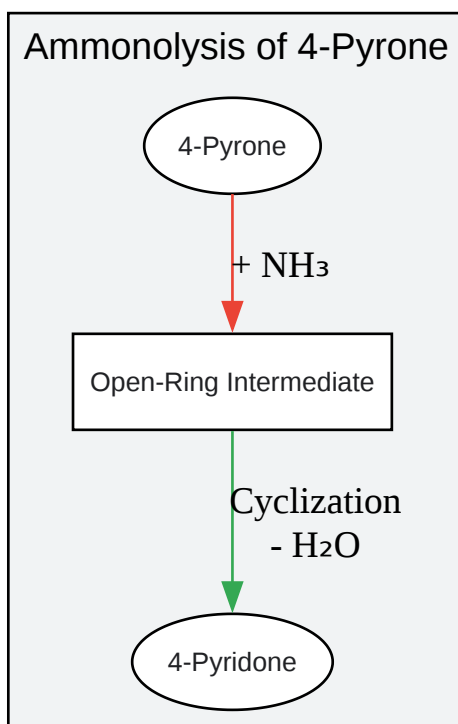 Ammonolysis of 4-Pyrone
4-Pyrone
+ NH₃
Open-Ring Intermediate
Cyclization
- H₂O
4-Pyridone